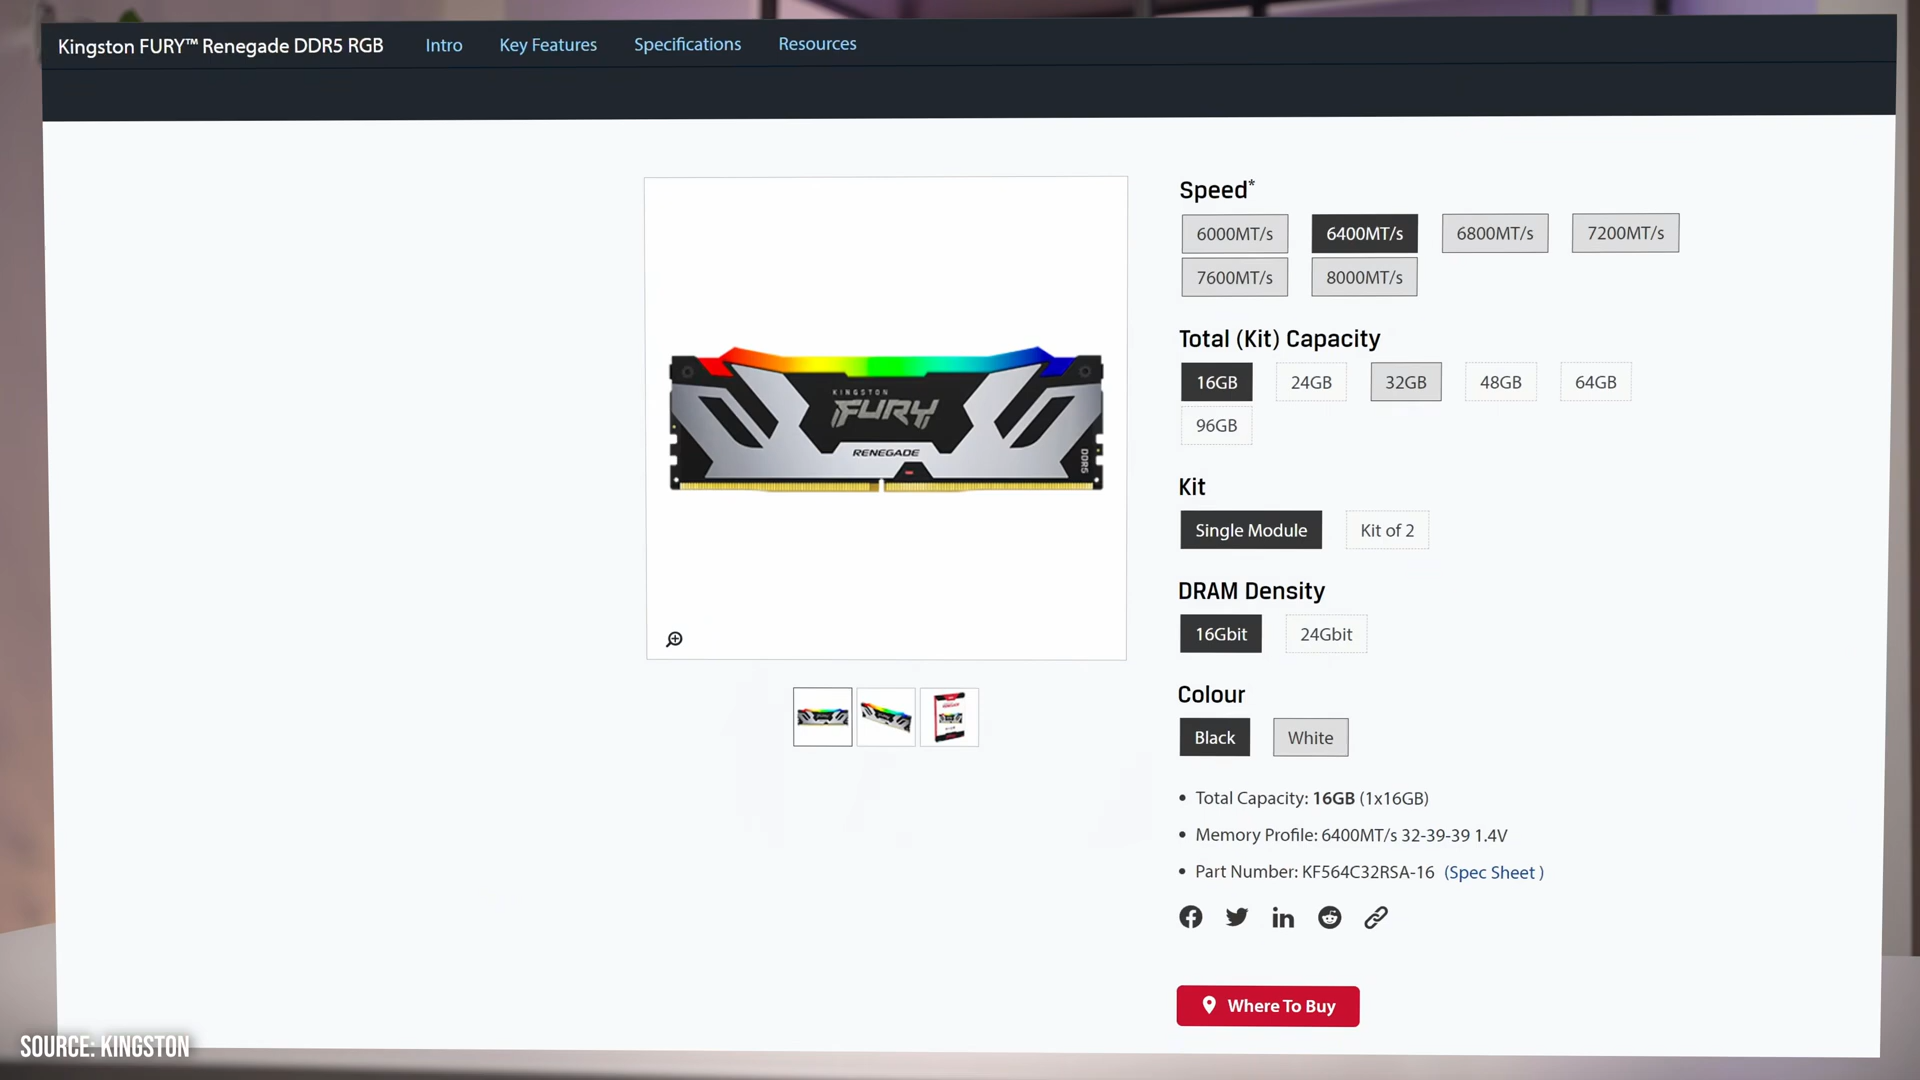 Kingston FURY™ Renegade DDR5 RGB
Intro
Key Features
Specifications
Resources
KINGSTON
FURY
RENEGADE
DDR5
Speed*
6000MT/s
6400MT/s
6800MT/s
7200MT/s
7600MT/s
8000MT/s
Total (Kit) Capacity
16GB
24GB
32GB
48GB
64GB
96GB
Kit
Single Module
Kit of 2
DRAM Density
16Gbit
24Gbit
Colour
Black
White
• Total Capacity: 16GB (1x16GB)
• Memory Profile: 6400MT/s 32-39-39 1.4V
• Part Number: KF564C32RSA-16 (Spec Sheet )
Where To Buy
SOURCE: KINGSTON